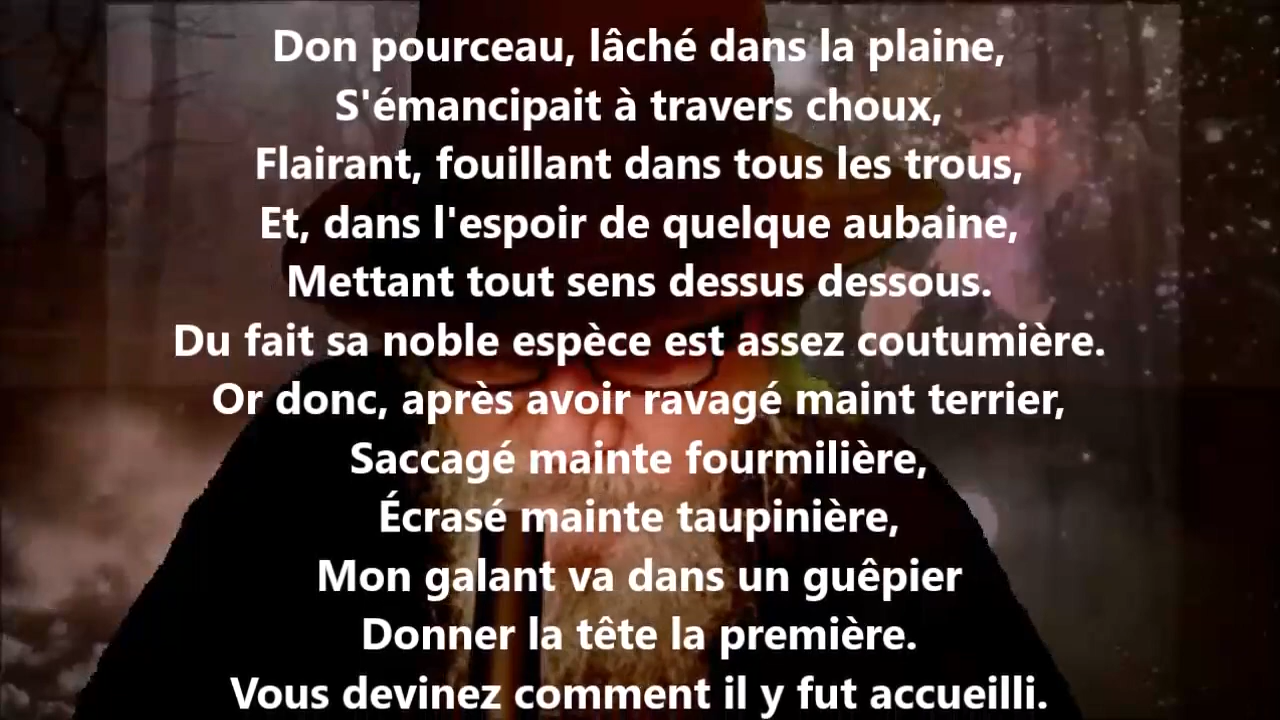 Don pourceau, lâché dans la plaine,
S'émancipait à travers choux,
Flairant, fouillant dans tous les trous,
Et, dans l'espoir de quelque aubaine,
Mettant tout sens dessus dessous.
Du fait sa noble espèce est assez coutumière.
Or donc, après avoir ravagé maint terrier,
Saccagé mainte fourmilière,
Écrasé mainte taupinière,
Mon galant va dans un guêpier
Donner la tête la première.
Vous devinez comment il y fut accueilli.